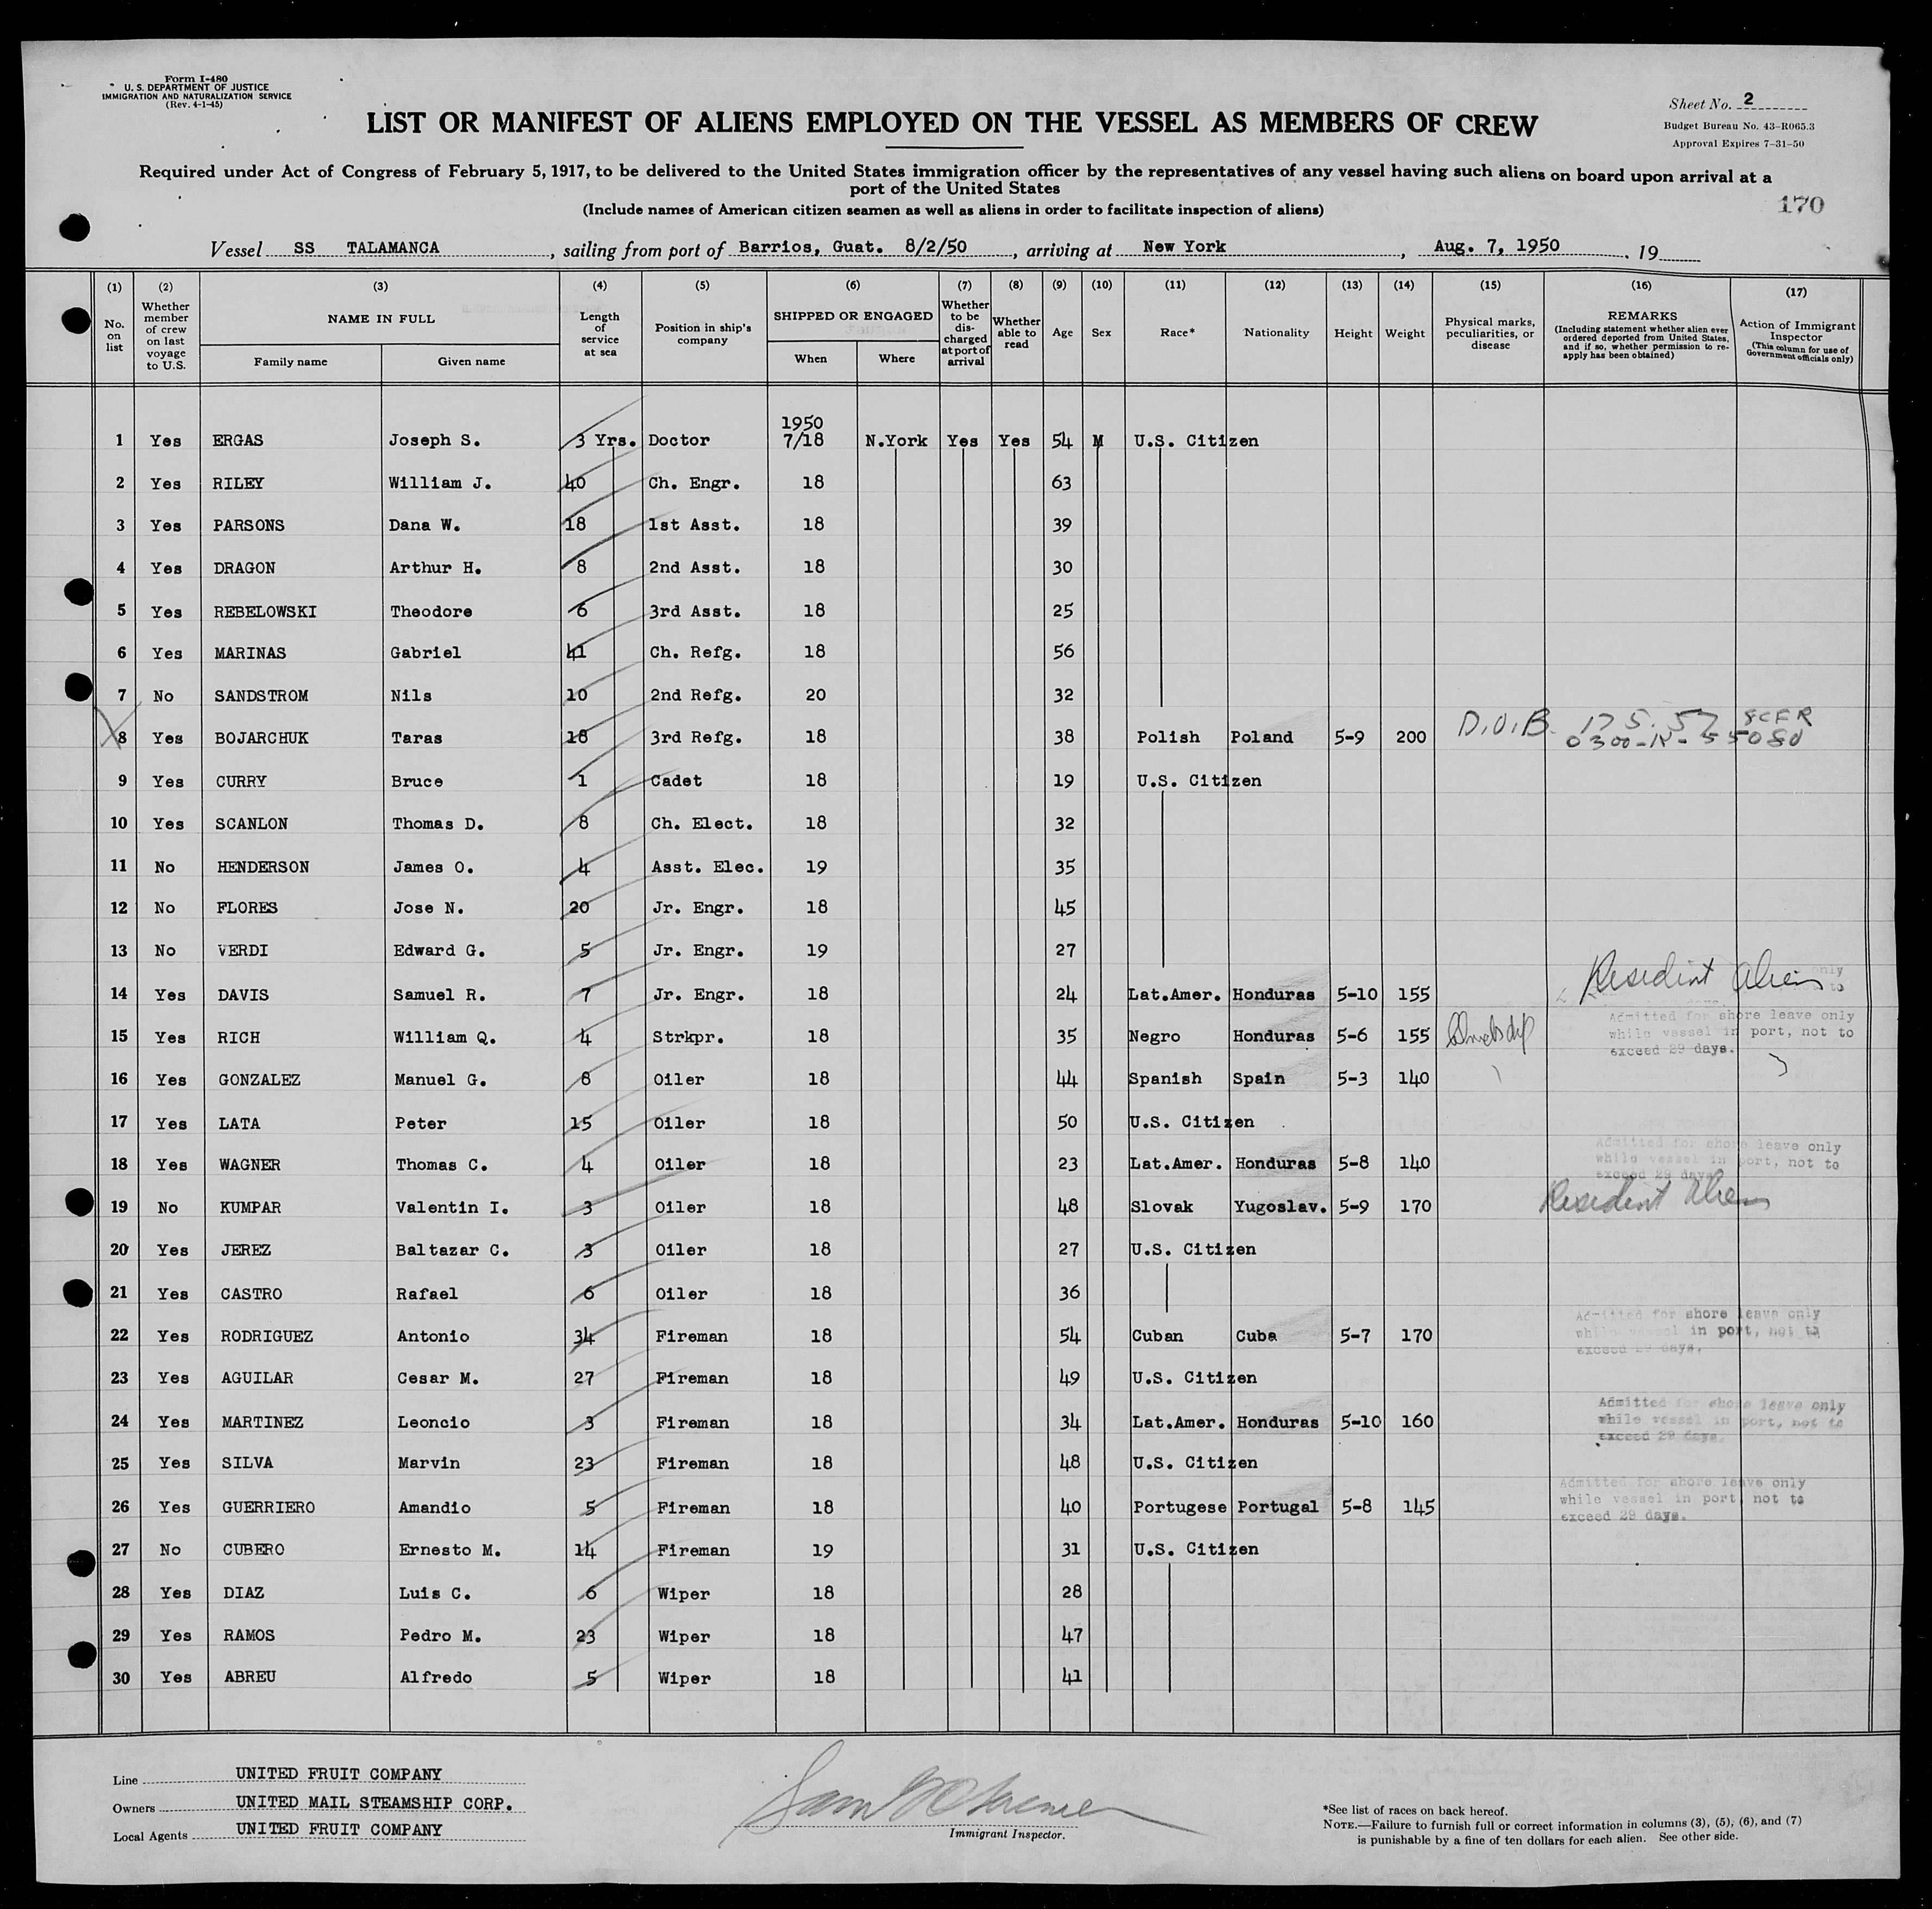 Form I-480
U. S. DEPARTMENT OF JUSTICE
IMMIGRATION AND NATURALIZATION SERVICE
(Rev. 4-1-45)
Sheet No. 2
Budget Bureau No. 43-R065.3
Approval Expires 7-31-50
LIST OR MANIFEST OF ALIENS EMPLOYED ON THE VESSEL AS MEMBERS OF CREW
Required under Act of Congress of February 5, 1917, to be delivered to the United States immigration officer by the representatives of any vessel having such aliens on board upon arrival at a
port of the United States
(Include names of American citizen seamen as well as aliens in order to facilitate inspection of aliens)
170
Vessel SS TALAMANCA, sailing from port of Barrios, Guat. 8/2/50, arriving at New York, Aug. 7, 1950, 19
(1) No. on list
(2) Whether member of crew on last voyage to U.S.
(3) NAME IN FULL Family name Given name
(4) Length of service at sea
(5) Position in ship's company
(6) SHIPPED OR ENGAGED When Where
(7) Whether to be discharged at port of arrival
(8) Whether able to read
(9) Age
(10) Sex
(11) Race*
(12) Nationality
(13) Height
(14) Weight
(15) Physical marks, peculiarities, or disease
(16) REMARKS (Including statement whether alien ever ordered deported from United States, and if so, whether permission to re-apply has been obtained)
(17) Action of Immigrant Inspector (This column for use of Government officials only)
1950
1 Yes ERGAS Joseph S. 3 Yrs. Doctor 7/18 N.York Yes Yes 54 M U.S. Citizen
2 Yes RILEY William J. 40 Ch. Engr. 18 63
3 Yes PARSONS Dana W. 18 1st Asst. 18 39
4 Yes DRAGON Arthur H. 8 2nd Asst. 18 30
5 Yes REBELOWSKI Theodore 6 3rd Asst. 18 25
6 Yes MARINAS Gabriel 41 Ch. Refg. 18 56
7 No SANDSTROM Nils 10 2nd Refg. 20 32
8 Yes BOJARCHUK Taras 18 3rd Refg. 18 38 Polish Poland 5-9 200 D.O.B.
9 Yes CURRY Bruce 1 Cadet 18 19 U.S. Citizen
10 Yes SCANLON Thomas D. 8 Ch. Elect. 18 32
11 No HENDERSON James O. 4 Asst. Elec. 19 35
12 No FLORES Jose N. 20 Jr. Engr. 18 45
13 No VERDI Edward G. 5 Jr. Engr. 19 27
14 Yes DAVIS Samuel R. 7 Jr. Engr. 18 24 Lat.Amer. Honduras 5-10 155 Resident Alien
15 Yes RICH William Q. 4 Strkpr. 18 35 Negro Honduras 5-6 155 Admitted for shore leave only while vessel in port, not to exceed 29 days.
16 Yes GONZALEZ Manuel G. 8 Oiler 18 44 Spanish Spain 5-3 140
17 Yes LATA Peter 15 Oiler 18 50 U.S. Citizen
18 Yes WAGNER Thomas C. 4 Oiler 18 23 Lat.Amer. Honduras 5-8 140 Admitted for shore leave only while vessel in port, not to exceed 29 days
19 No KUMPAR Valentin I. 3 Oiler 18 48 Slovak Yugoslav. 5-9 170 Resident Alien
20 Yes JEREZ Baltazar C. 3 Oiler 18 27 U.S. Citizen
21 Yes CASTRO Rafael 6 Oiler 18 36
22 Yes RODRIGUEZ Antonio 34 Fireman 18 54 Cuban Cuba 5-7 170 Admitted for shore leave only while vessel in port, not to exceed 29 days.
23 Yes AGUILAR Cesar M. 27 Fireman 18 49 U.S. Citizen
24 Yes MARTINEZ Leoncio 3 Fireman 18 34 Lat.Amer. Honduras 5-10 160 Admitted for shore leave only while vessel in port, not to exceed 29 days.
25 Yes SILVA Marvin 23 Fireman 18 48 U.S. Citizen
26 Yes GUERRIERO Amandio 5 Fireman 18 40 Portugese Portugal 5-8 145 Admitted for shore leave only while vessel in port, not to exceed 29 days.
27 No CUBERO Ernesto M. 14 Fireman 19 31 U.S. Citizen
28 Yes DIAZ Luis C. 6 Wiper 18 28
29 Yes RAMOS Pedro M. 23 Wiper 18 47
30 Yes ABREU Alfredo 5 Wiper 18 41
Line UNITED FRUIT COMPANY
Owners UNITED MAIL STEAMSHIP CORP.
Local Agents UNITED FRUIT COMPANY
Immigrant Inspector.
*See list of races on back hereof.
NOTE.—Failure to furnish full or correct information in columns (3), (5), (6), and (7)
is punishable by a fine of ten dollars for each alien. See other side.